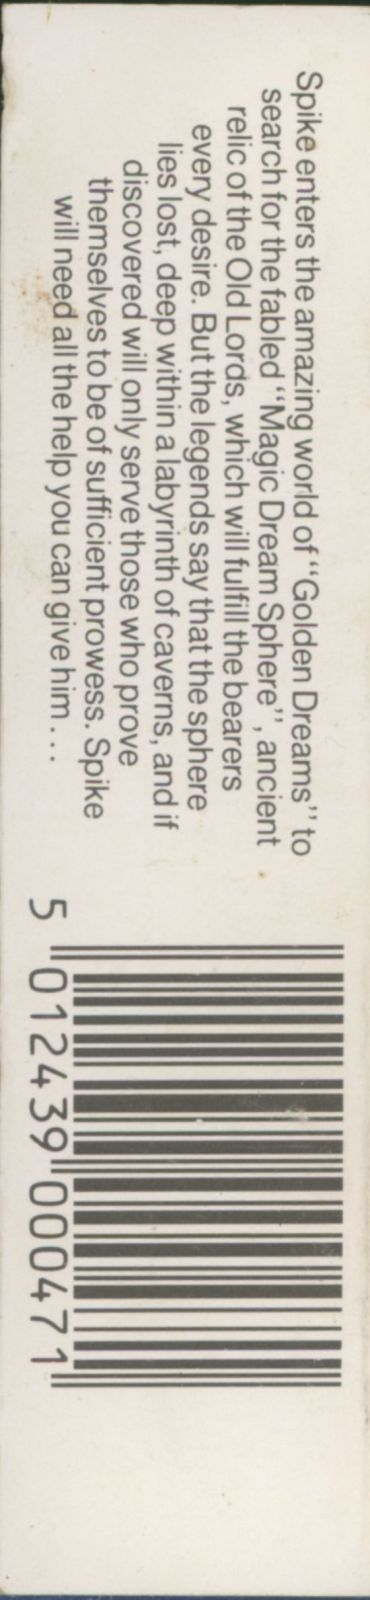 Spike enters the amazing world of "Golden Dreams" to
search for the fabled "Magic Dream Sphere", ancient
relic of the Old Lords, which will fulfill the bearers
every desire. But the legends say that the sphere
lies lost, deep within a labyrinth of caverns, and if
discovered will only serve those who prove
themselves to be of sufficient prowess. Spike
will need all the help you can give him...
5 012439 000471